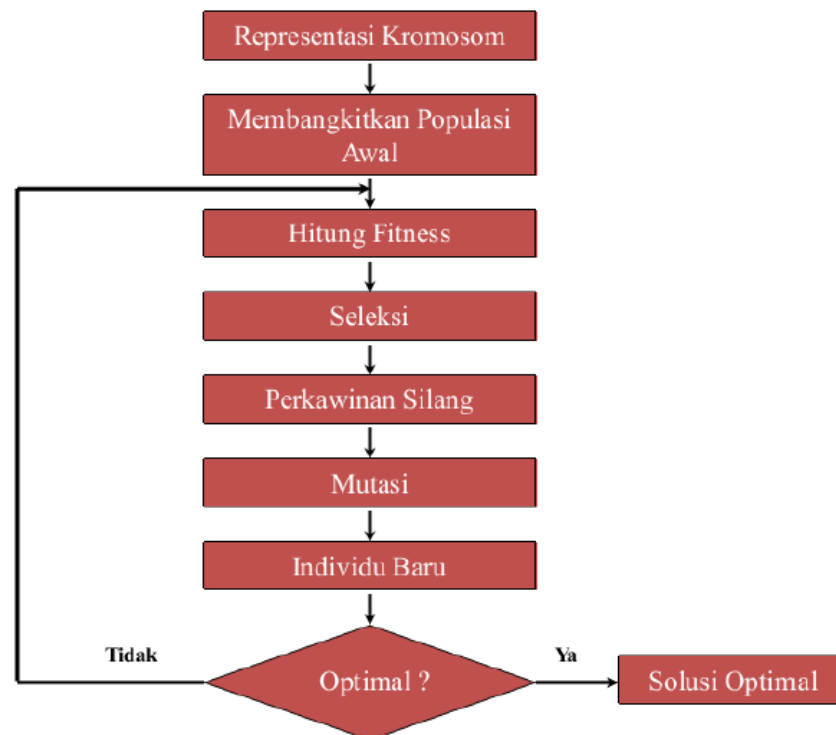 Representasi Kromosom
Membangkitkan Populasi
Awal
Hitung Fitness
Seleksi
Perkawinan Silang
Mutasi
Individu Baru
Tidak
Optimal ?
Ya
Solusi Optimal